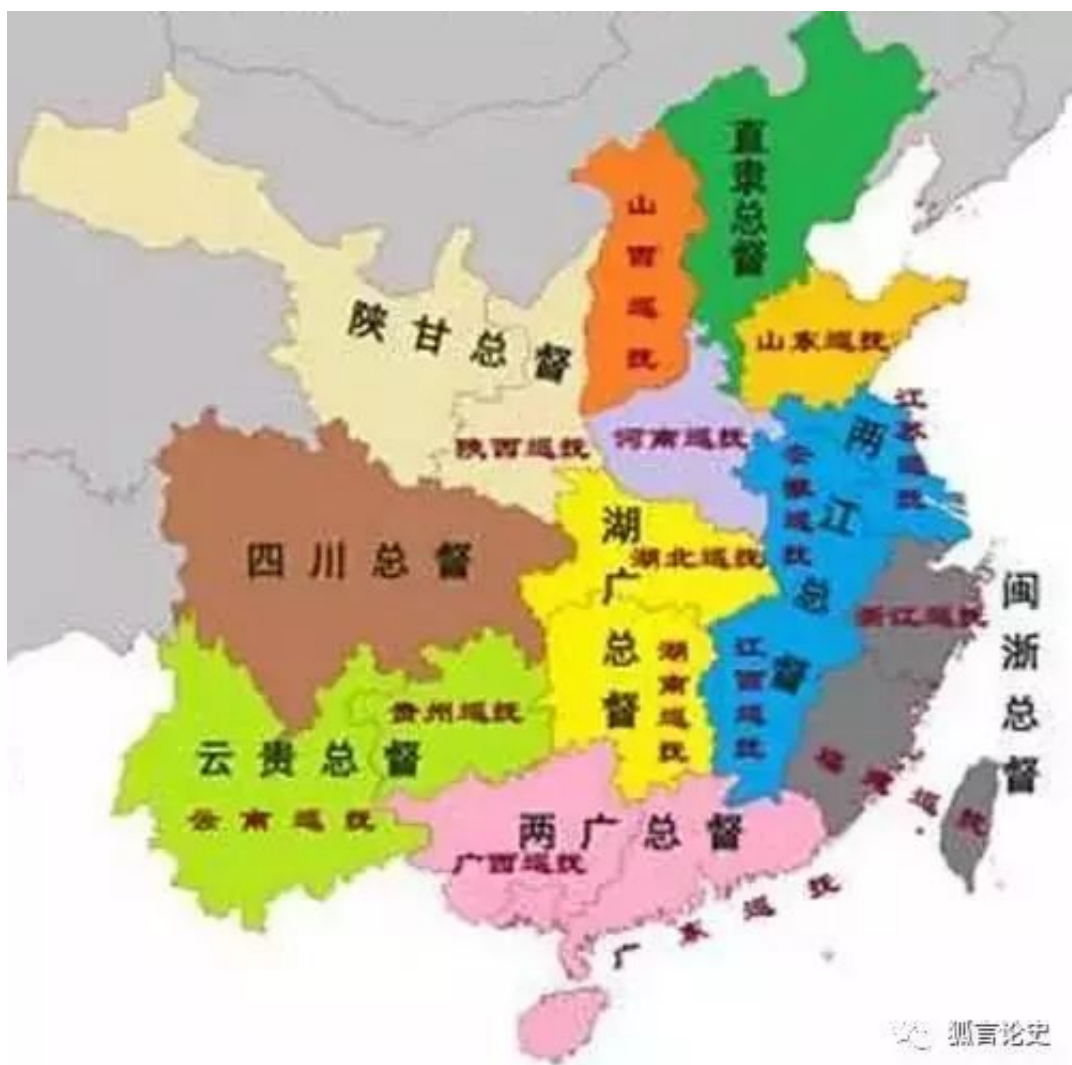 直隶总督
山西巡抚
陕甘总督
山东巡抚
江苏巡抚
陕西巡抚
河南巡抚
两江总督
安徽巡抚
四川总督
湖广总督
湖北巡抚
浙江巡抚
闽浙总督
湖南巡抚
江西巡抚
贵州巡抚
云贵总督
云南巡抚
福建巡抚
两广总督
广西巡抚
广东巡抚
狐言论史